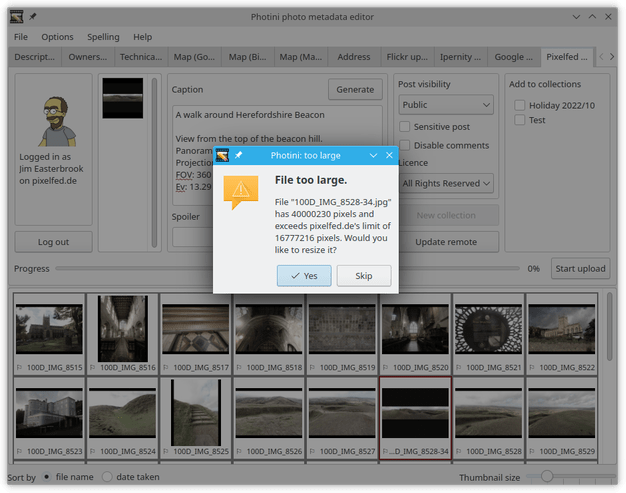 Photini photo metadata editor
File Options Spelling Help
Descript... Owners... Technica... Map (Go... Map (Bi... Map (Ma... Address Flickr up... Ipernity ... Google ... Pixelfed ...
Logged in as
Jim Easterbrook
on pixelfed.de
Log out
Caption
Generate
A walk around Herefordshire Beacon
View from the top of the beacon hill.
Panoram
Projectio
FOV: 360
Ev: 13.29
Spoiler
Post visibility
Public
Sensitive post
Disable comments
Licence
All Rights Reserved
New collection
Update remote
Add to collections
Holiday 2022/10
Test
Photini: too large
File too large.
File "100D_IMG_8528-34.jpg"
has 40000230 pixels and
exceeds pixelfed.de's limit of
16777216 pixels. Would you
like to resize it?
Yes Skip
Progress 0% Start upload
100D_IMG_8515 100D_IMG_8516 100D_IMG_8517 100D_IMG_8518 100D_IMG_8519 100D_IMG_8520 100D_IMG_8521 100D_IMG_8522
100D_IMG_8523 100D_IMG_8524 100D_IMG_8525 100D_IMG_8526 100D_IMG_8527 ...D_IMG_8528-34 100D_IMG_8528 100D_IMG_8529
Sort by file name date taken Thumbnail size